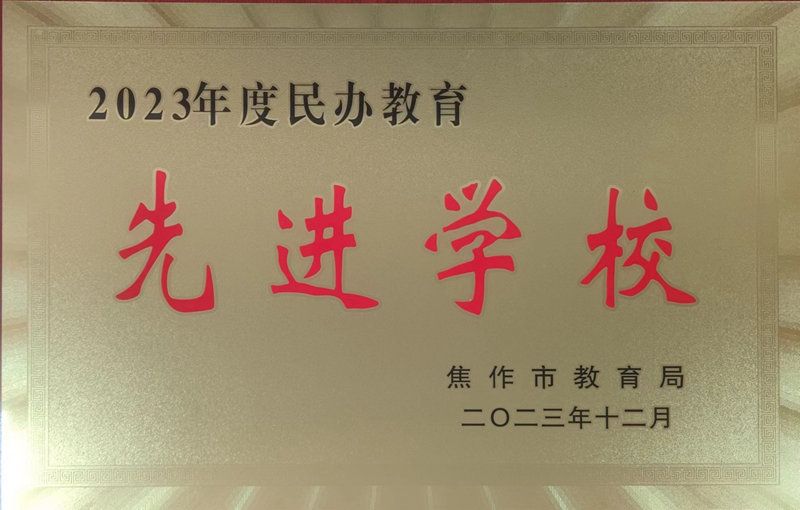 2023年度民办教育
先进学校
焦作市教育局
二〇二三年十二月